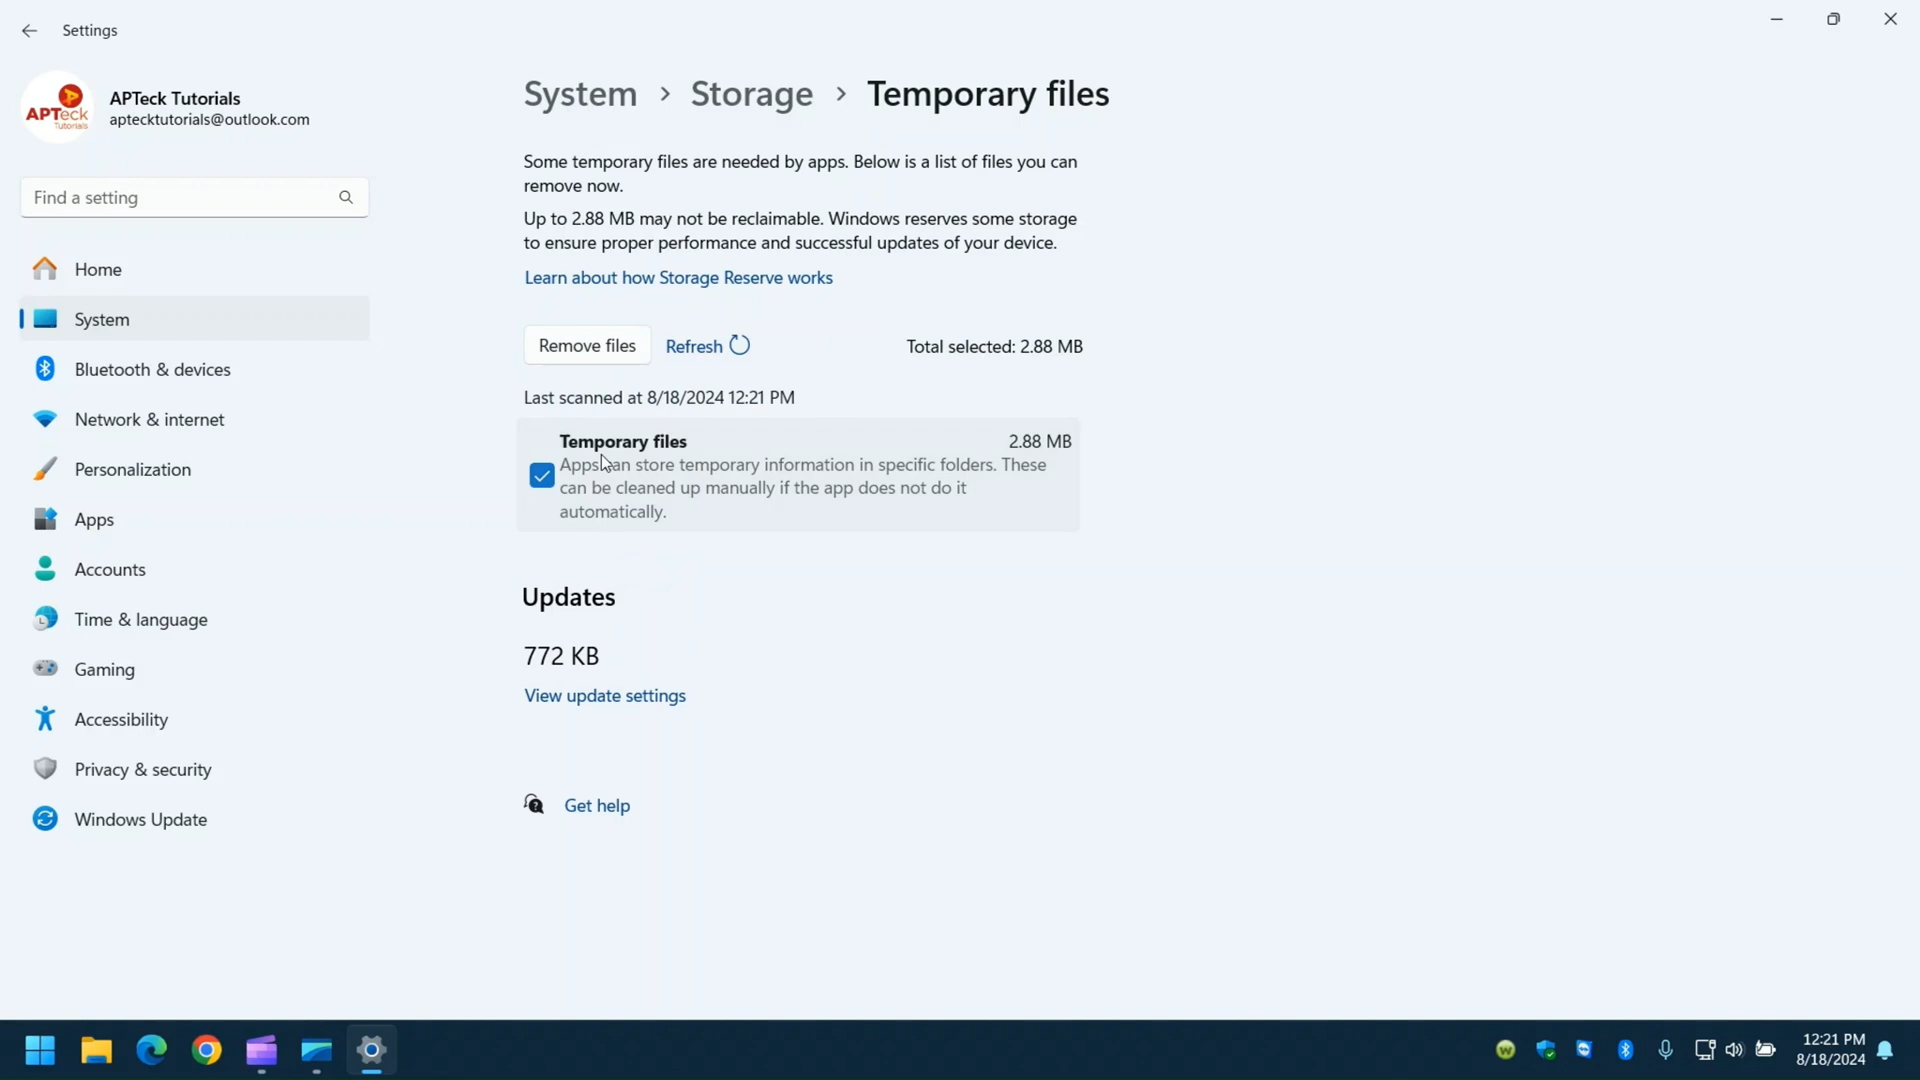 Settings
APTeck
Tutorials
APTeck Tutorials
aptecktutorials@outlook.com
Find a setting
Home
System
Bluetooth & devices
Network & internet
Personalization
Apps
Accounts
Time & language
Gaming
Accessibility
Privacy & security
Windows Update
System > Storage > Temporary files
Some temporary files are needed by apps. Below is a list of files you can
remove now.
Up to 2.88 MB may not be reclaimable. Windows reserves some storage
to ensure proper performance and successful updates of your device.
Learn about how Storage Reserve works
Remove files Refresh Total selected: 2.88 MB
Last scanned at 8/18/2024 12:21 PM
Temporary files 2.88 MB
Apps can store temporary information in specific folders. These
can be cleaned up manually if the app does not do it
automatically.
Updates
772 KB
View update settings
Get help
12:21 PM
8/18/2024